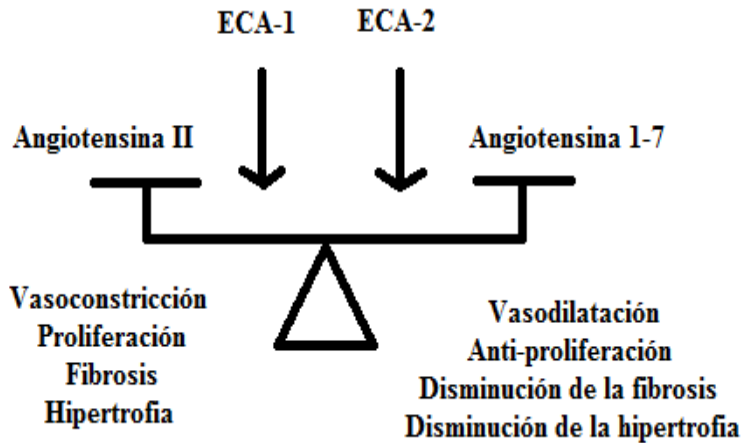 ECA-1
ECA-2
Angiotensina II
Angiotensina 1-7
Vasoconstricción
Proliferación
Fibrosis
Hipertrofia
Vasodilatación
Anti-proliferación
Disminución de la fibrosis
Disminución de la hipertrofia